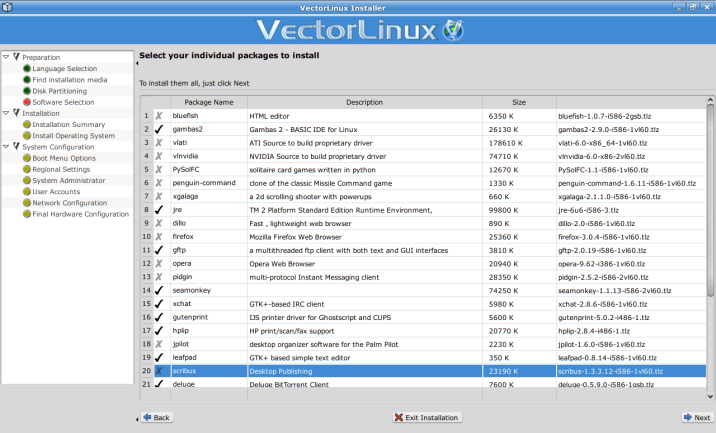 VectorLinux Installer
VectorLinux
Preparation
Language Selection
Find installation media
Disk Partitioning
Software Selection
Installation
Installation Summary
Install Operating System
System Configuration
Boot Menu Options
Regional Settings
System Administrator
User Accounts
Network Configuration
Final Hardware Configuration
Select your individual packages to install
To install them all, just click Next
Package Name Description Size
1 bluefish HTML editor 6350 K bluefish-1.0.7-i586-2gsb.tlz
2 gambas2 Gambas 2 - BASIC IDE for Linux 26130 K gambas2-2.9.0-i586-1vl60.tlz
3 vlati ATI Source to build proprietary driver 178610 K vlati-6.0-x86_64-1vl60.tlz
4 vlnvidia NVIDIA Source to build proprietary driver 74710 K vlnvidia-6.0-x86-2vl60.tlz
5 PySolFC solitaire card games written in python 12670 K PySolFC-1.1-i586-1vl60.tlz
6 penguin-command clone of the classic Missile Command game 1330 K penguin-command-1.6.11-i586-1vl60.tlz
7 xgalaga a 2d scrolling shooter with powerups 660 K xgalaga-2.1.1.0-i586-1vl60.tlz
8 jre TM 2 Platform Standard Edition Runtime Environment, 99800 K jre-6u6-i586-3.tlz
9 dillo Fast , lightweight web browser 890 K dillo-2.0-i586-1vl60.tlz
10 firefox Mozilla Firefox Web Browser 25360 K firefox-3.0.4-i586-1vl60.tlz
11 gftp a multithreaded ftp client with both text and GUI interfaces 3810 K gftp-2.0.18-i586-2vl60.tlz
12 opera Opera Web Browser 20940 K opera-9.62-i386-1vl60.tlz
13 pidgin multi-protocol Instant Messaging client 28350 K pidgin-2.5.2-i586-2vl60.tlz
14 seamonkey 74250 K seamonkey-1.1.13-i586-2vl60.tlz
15 xchat GTK+-based IRC client 5980 K xchat-2.8.6-i586-1vl60.tlz
16 gutenprint IJS printer driver for Ghostscript and CUPS 5600 K gutenprint-5.0.2-i486-1.tlz
17 hplip HP print/scan/fax support 20770 K hplip-2.8.4-i486-1.tlz
18 jpilot desktop organizer software for the Palm Pilot 2230 K jpilot-1.6.0-i586-1vl60.tlz
19 leafpad GTK+ based simple text editor 350 K leafpad-0.8.14-i586-1vl60.tlz
20 scribus Desktop Publishing 23190 K scribus-1.3.3.12-i586-1vl60.tlz
21 deluge Deluge BitTorrent Client 7600 K deluge-0.5.9.0-i586-1gsb.tlz
Back Exit Installation Next